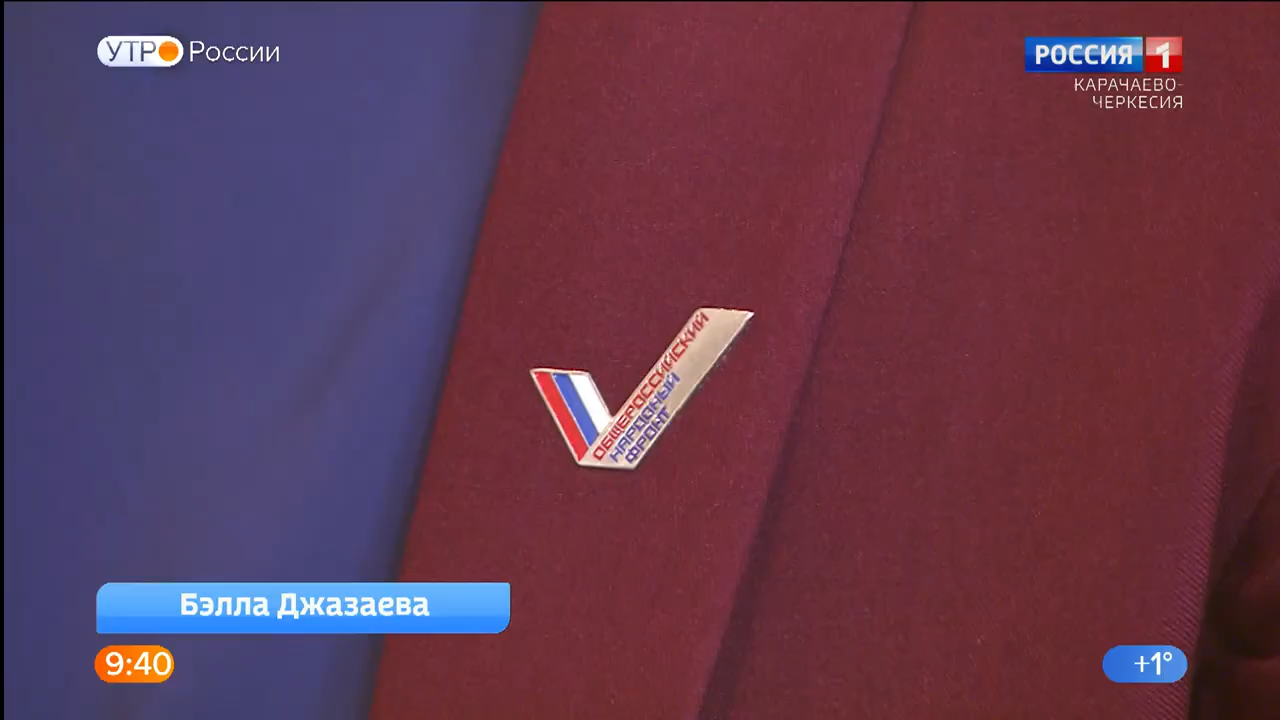 УТРО России
РОССИЯ 1
КАРАЧАЕВО-
ЧЕРКЕСИЯ
ОБЩЕРОССИЙСКИЙ
НАРОДНЫЙ
ФРОНТ
Бэлла Джазаева
9:40
+1°